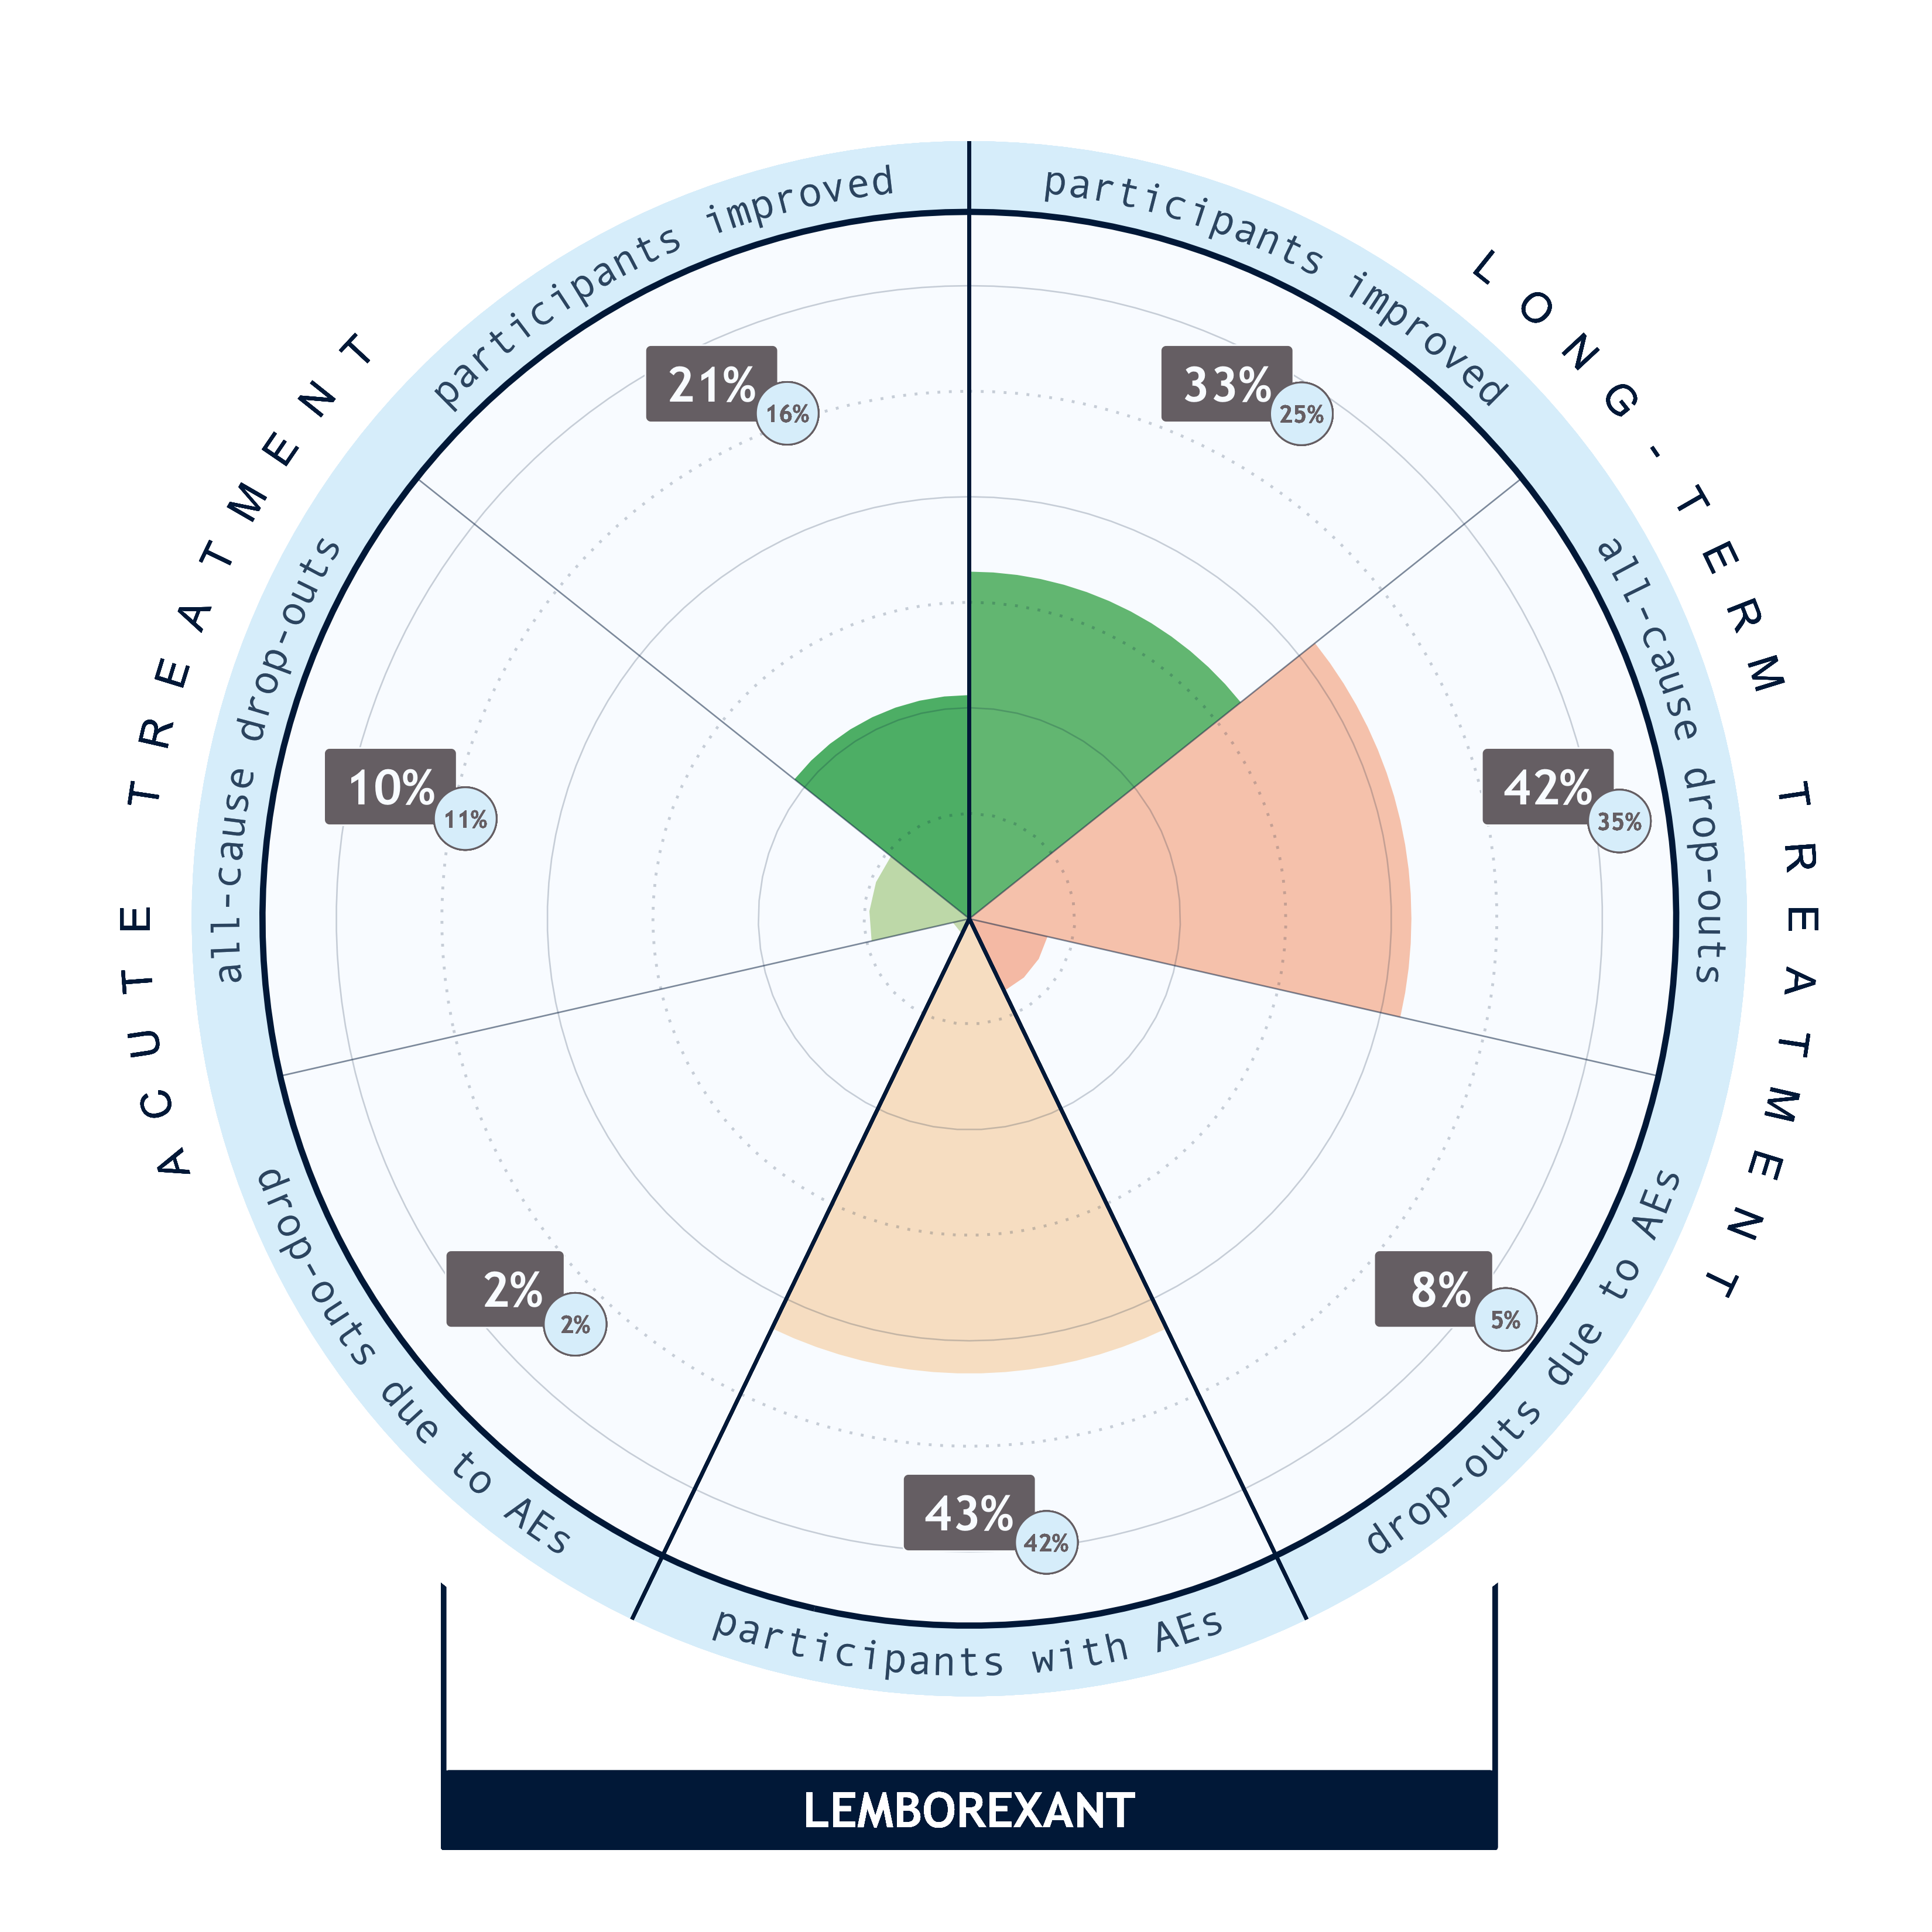 ACUTE TREATMENT
LONG-TERM TREATMENT
participants improved
21%
16%
participants improved
33%
25%
all-cause drop-outs
10%
11%
all-cause drop-outs
42%
35%
drop-outs due to AEs
2%
2%
drop-outs due to AEs
8%
5%
43%
42%
participants with AEs
LEMBOREXANT